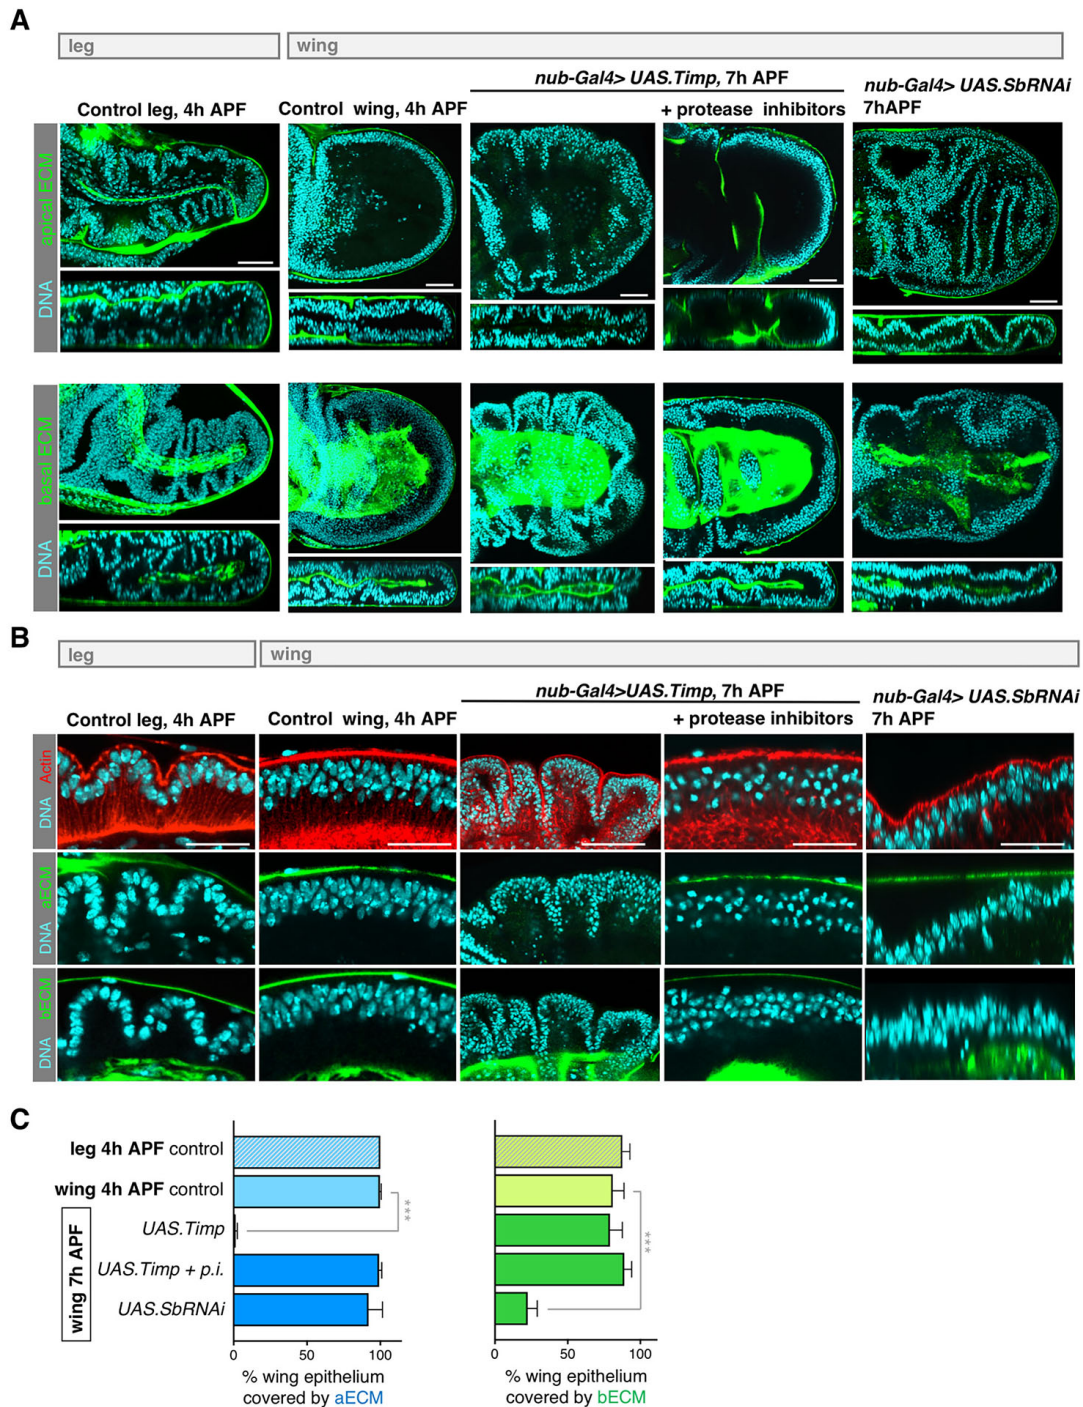 A
leg
wing
nub-Gal4> UAS.Timp, 7h APF
nub-Gal4> UAS.SbRNAi
7hAPF
Control leg, 4h APF
Control wing, 4h APF
+ protease inhibitors
DNA apical ECM
DNA basal ECM
B
leg
wing
nub-Gal4>UAS.Timp, 7h APF
nub-Gal4> UAS.SbRNAi
7h APF
Control leg, 4h APF
Control wing, 4h APF
+ protease inhibitors
DNA Actin
DNA aECM
DNA bECM
C
leg 4h APF control
wing 4h APF control
wing 7h APF
UAS.Timp
UAS.Timp + p.i.
UAS.SbRNAi
***
***
0 50 100
% wing epithelium
covered by aECM
0 50 100
% wing epithelium
covered by bECM